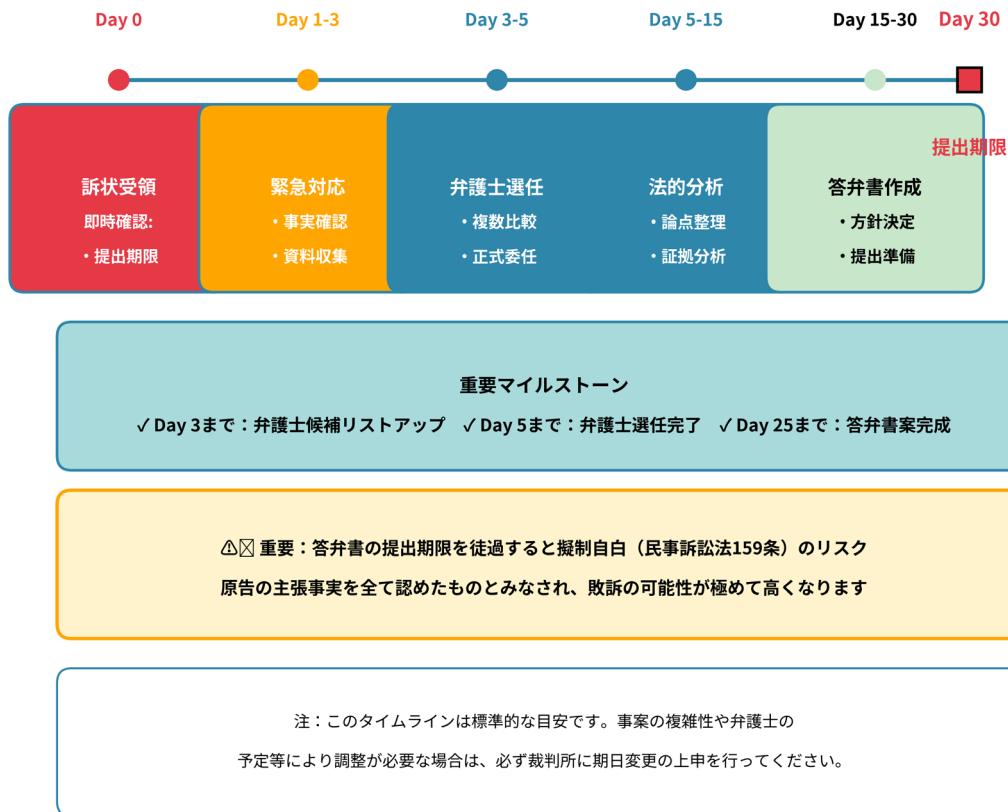 Day 0
Day 1-3
Day 3-5
Day 5-15
Day 15-30
Day 30
提出期限
訴状受領
即時確認:
・提出期限
緊急対応
・事実確認
・資料収集
弁護士選任
・複数比較
・正式委任
法的分析
・論点整理
・証拠分析
答弁書作成
・方針決定
・提出準備
重要マイルストーン
✓ Day 3まで：弁護士候補リストアップ ✓ Day 5まで：弁護士選任完了 ✓ Day 25まで：答弁書案完成
⚠ 重要：答弁書の提出期限を徒過すると擬制自白（民事訴訟法159条）のリスク
原告の主張事実を全て認めたものとみなされ、敗訴の可能性が極めて高くなります
注：このタイムラインは標準的な目安です。事案の複雑性や弁護士の
予定等により調整が必要な場合は、必ず裁判所に期日変更の上申を行ってください。